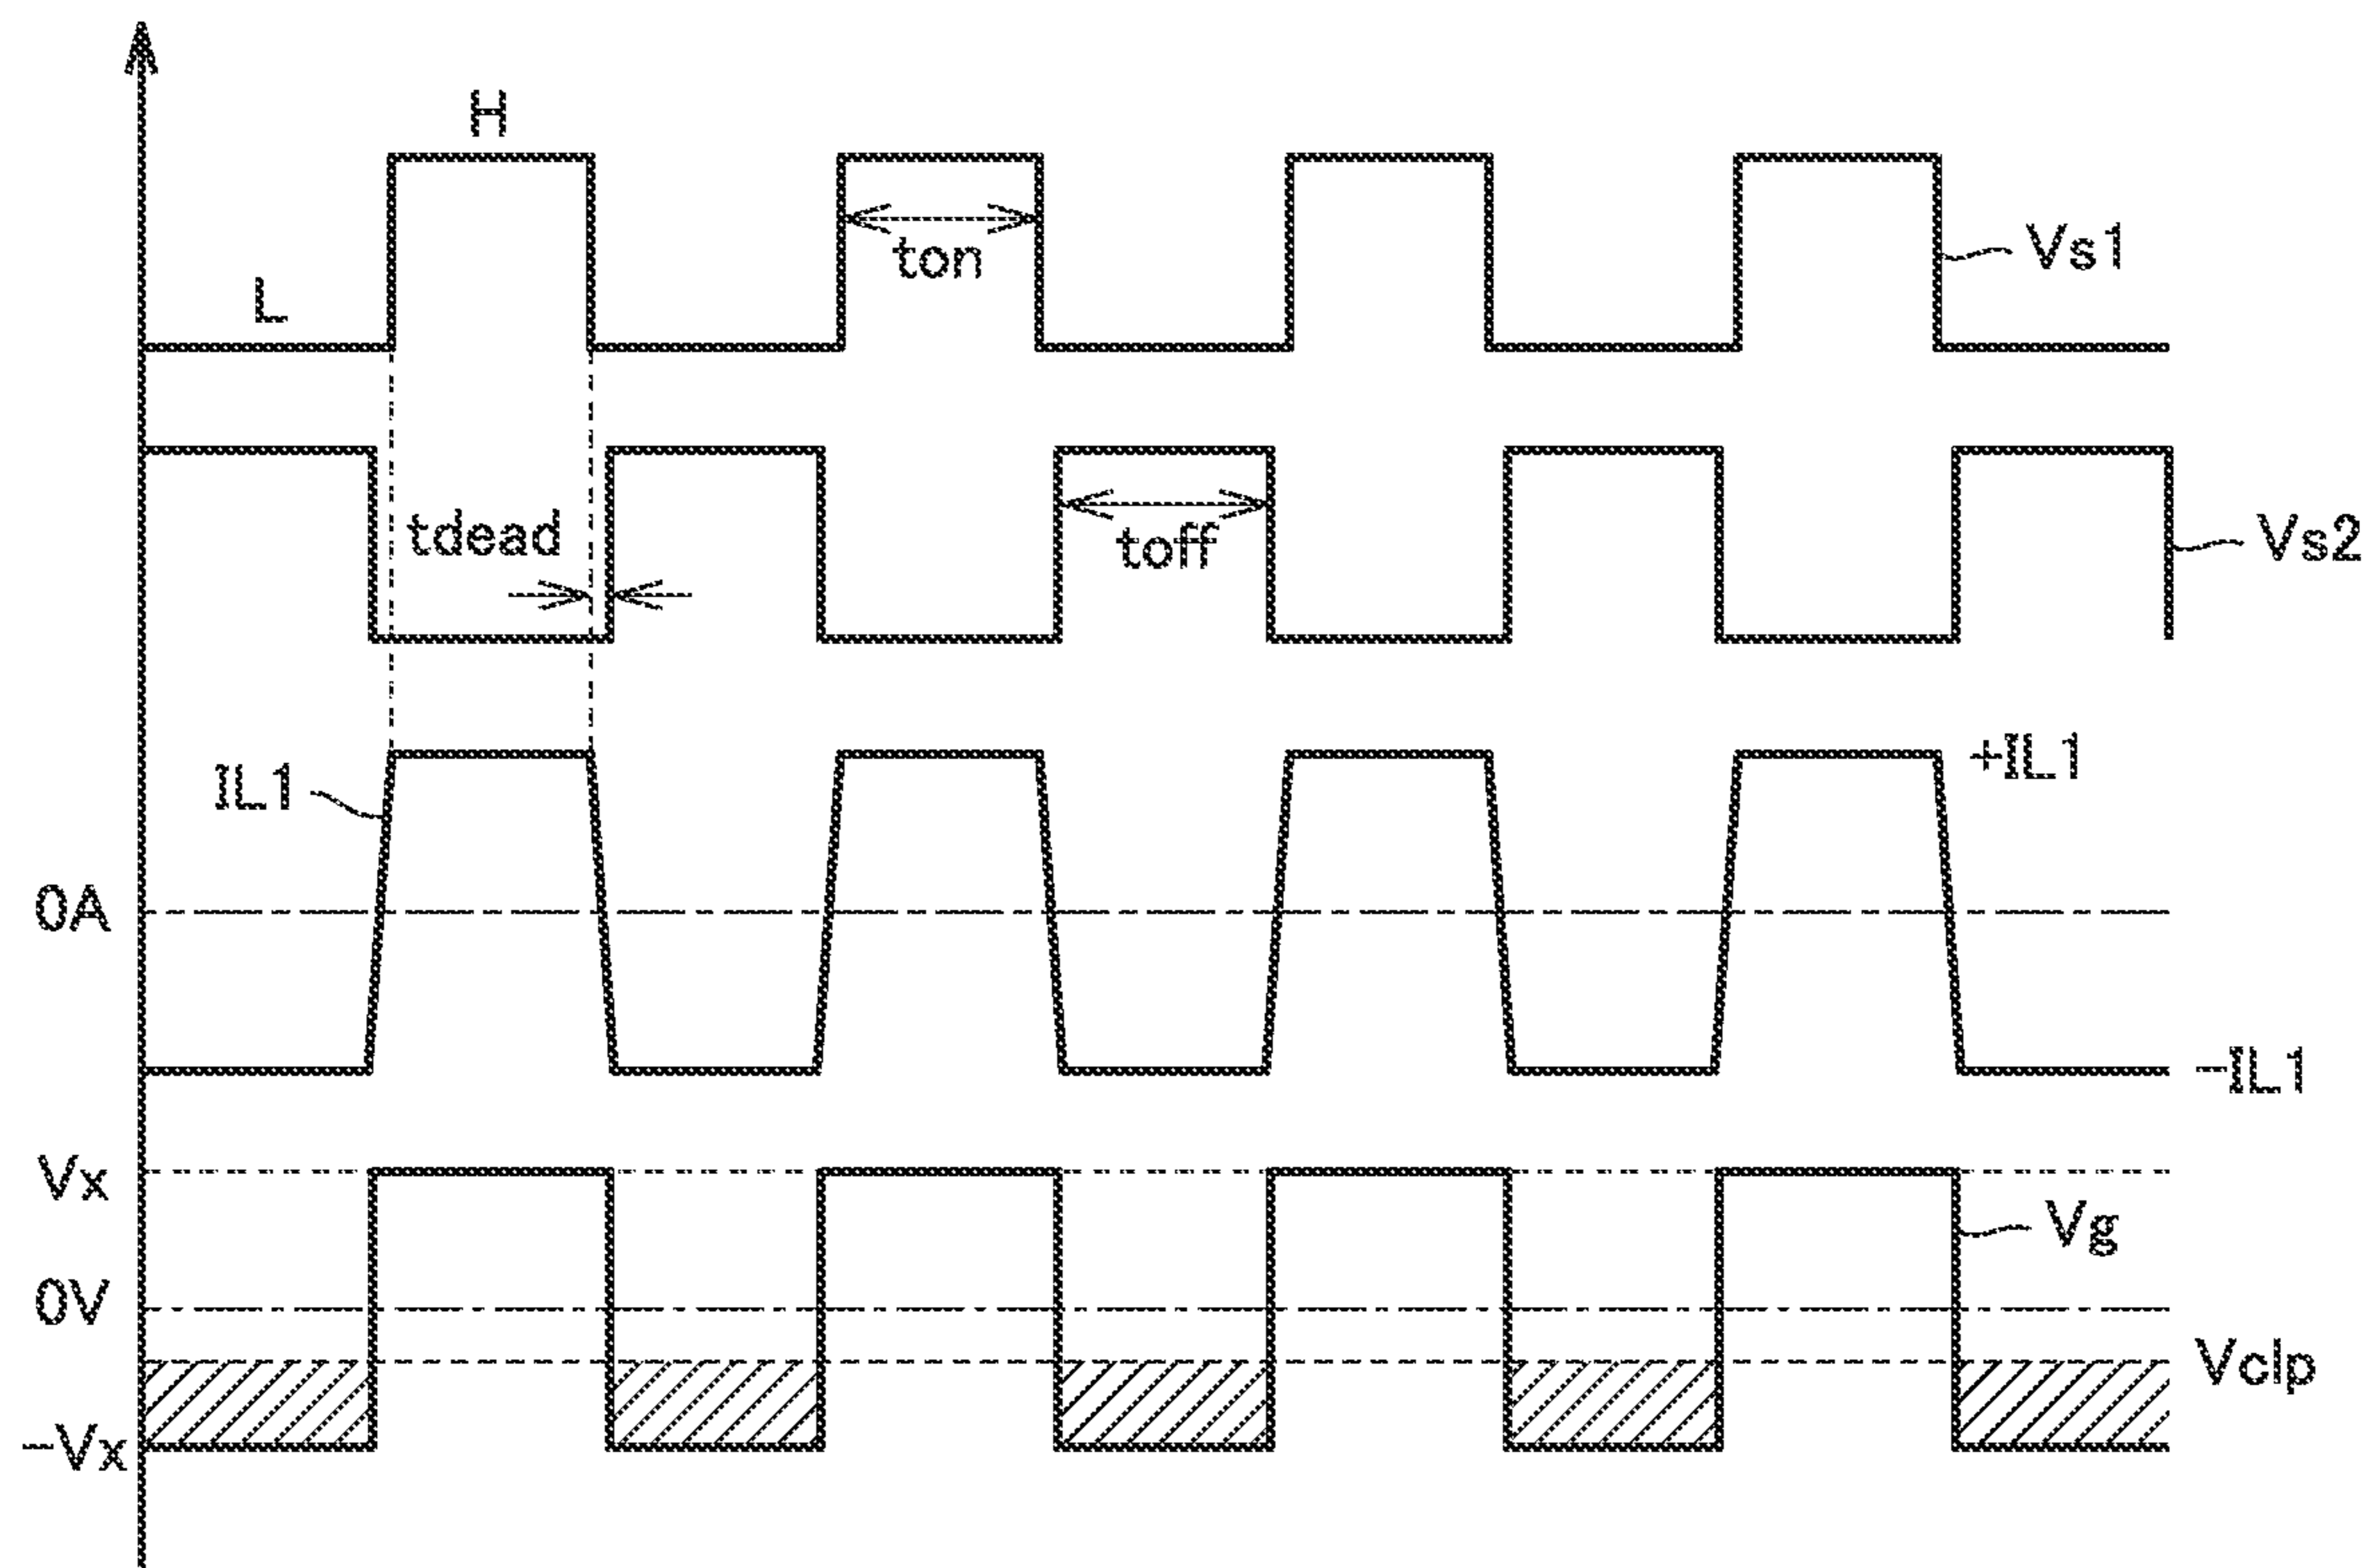 H
L
ton
Vs1
tdead
toff
Vs2
IL1
+IL1
0A
-IL1
Vx
Vg
0V
Vclp
-Vx